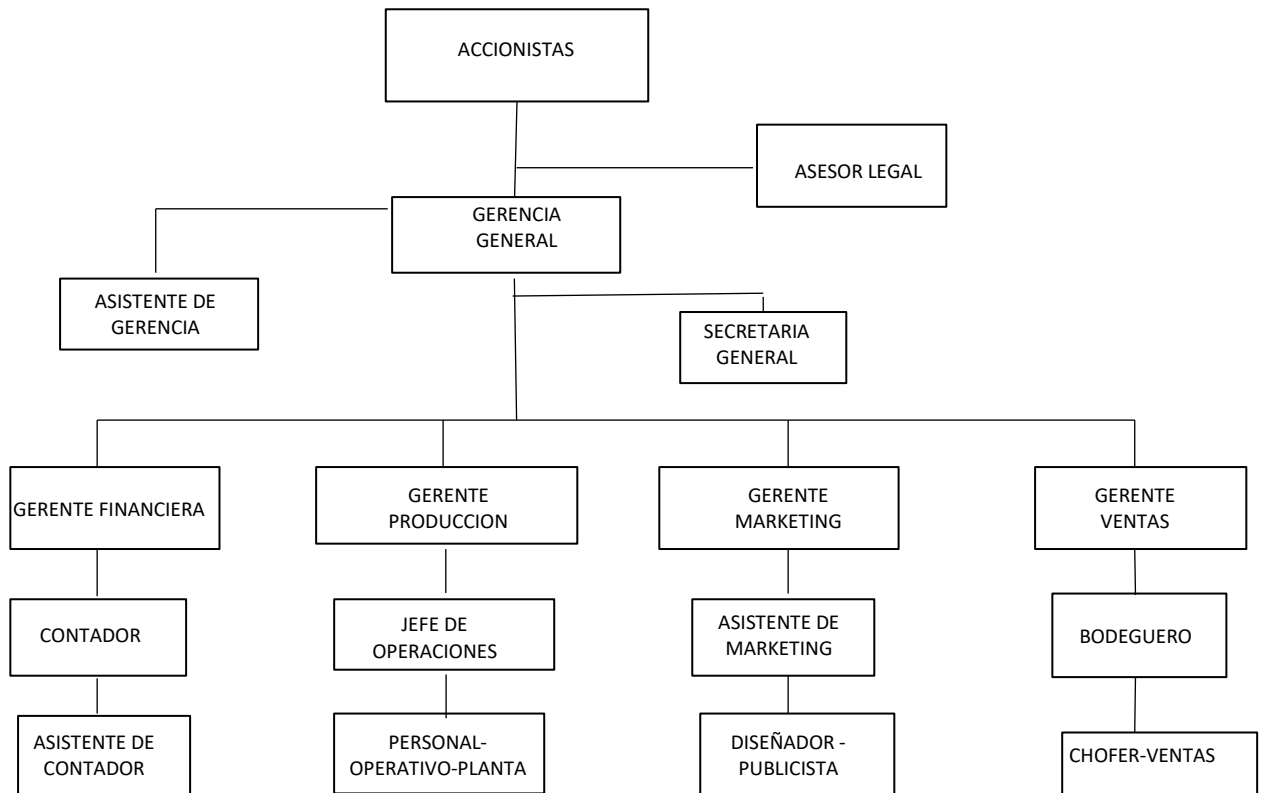 ACCIONISTAS
ASESOR LEGAL
GERENCIA
GENERAL
ASISTENTE DE
GERENCIA
SECRETARIA
GENERAL
GERENTE FINANCIERA
GERENTE
PRODUCCION
GERENTE
MARKETING
GERENTE
VENTAS
CONTADOR
JEFE DE
OPERACIONES
ASISTENTE DE
MARKETING
BODEGUERO
ASISTENTE DE
CONTADOR
PERSONAL-
OPERATIVO-PLANTA
DISEÑADOR -
PUBLICISTA
CHOFER-VENTAS